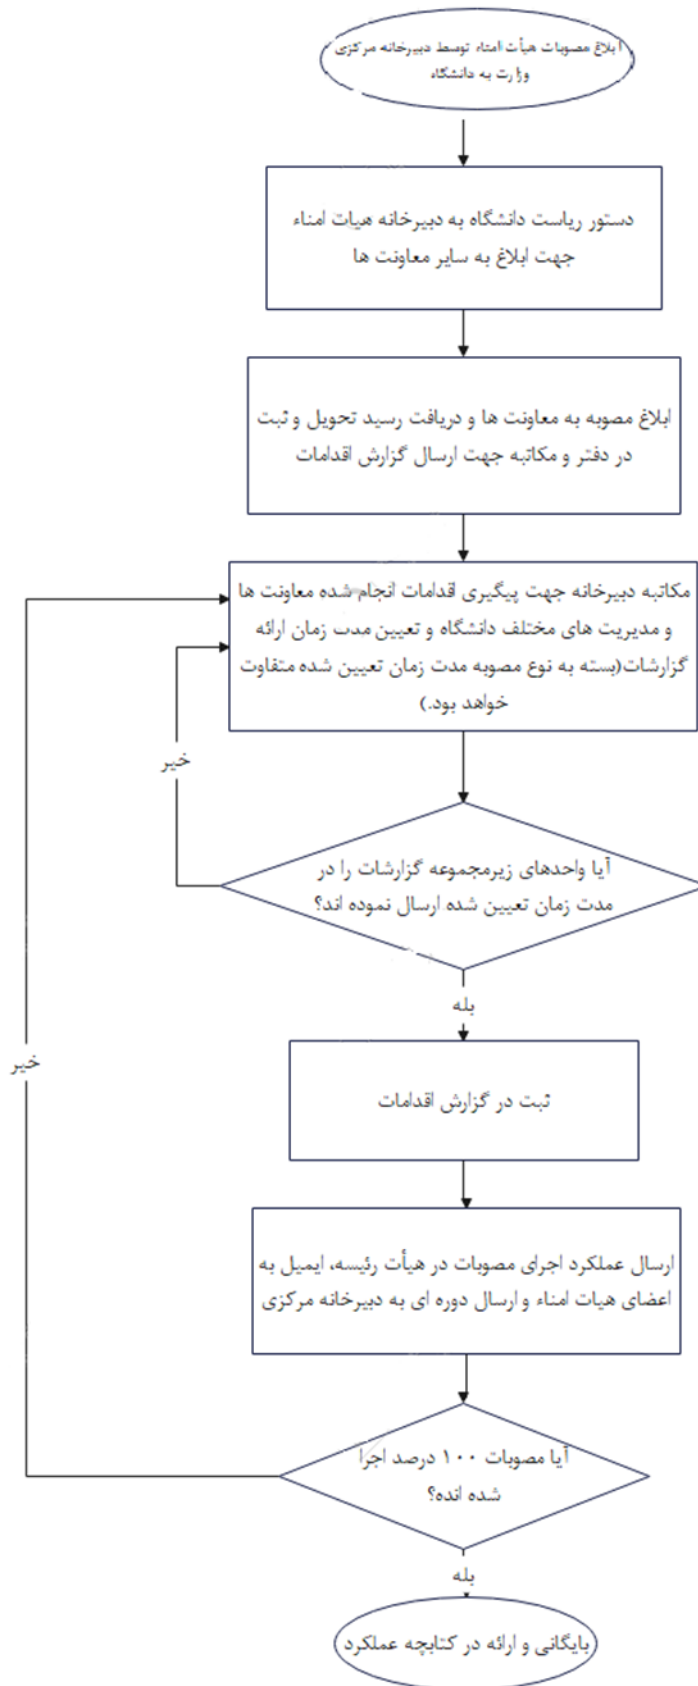 ابلاغ مصوبات هیأت امناء توسط دبیرخانه مرکزی
وزارت به دانشگاه
دستور ریاست دانشگاه به دبیرخانه هیات امناء
جهت ابلاغ به سایر معاونت ها
ابلاغ مصوبه به معاونت ها و دریافت رسید تحویل و ثبت
در دفتر و مکاتبه جهت ارسال گزارش اقدامات
مکاتبه دبیرخانه جهت پیگیری اقدامات انجام شده معاونت ها
و مدیریت های مختلف دانشگاه و تعیین مدت زمان ارائه
گزارشات(بسته به نوع مصوبه مدت زمان تعیین شده متفاوت
خواهد بود.)
خیر
آیا واحدهای زیرمجموعه گزارشات را در
مدت زمان تعیین شده ارسال نموده اند؟
بله
ثبت در گزارش اقدامات
خیر
ارسال عملکرد اجرای مصوبات در هیأت رئیسه، ایمیل به
اعضای هیات امناء و ارسال دوره ای به دبیرخانه مرکزی
آیا مصوبات ۱۰۰ درصد اجرا
شده انده؟
بله
بایگانی و ارائه در کتابچه عملکرد